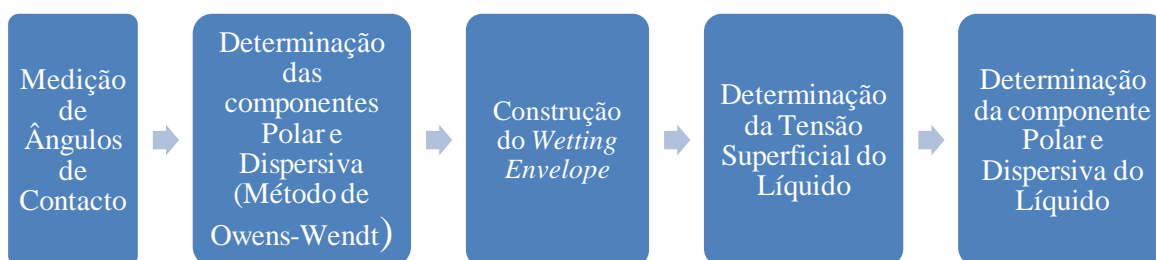 Medição
de
Ângulos
de
Contacto
Determinação
das
componentes
Polar e
Dispersiva
(Método de
Owens-Wendt)
Construção
do Wetting
Envelope
Determinação
da Tensão
Superficial do
Líquido
Determinação
da componente
Polar e
Dispersiva do
Líquido